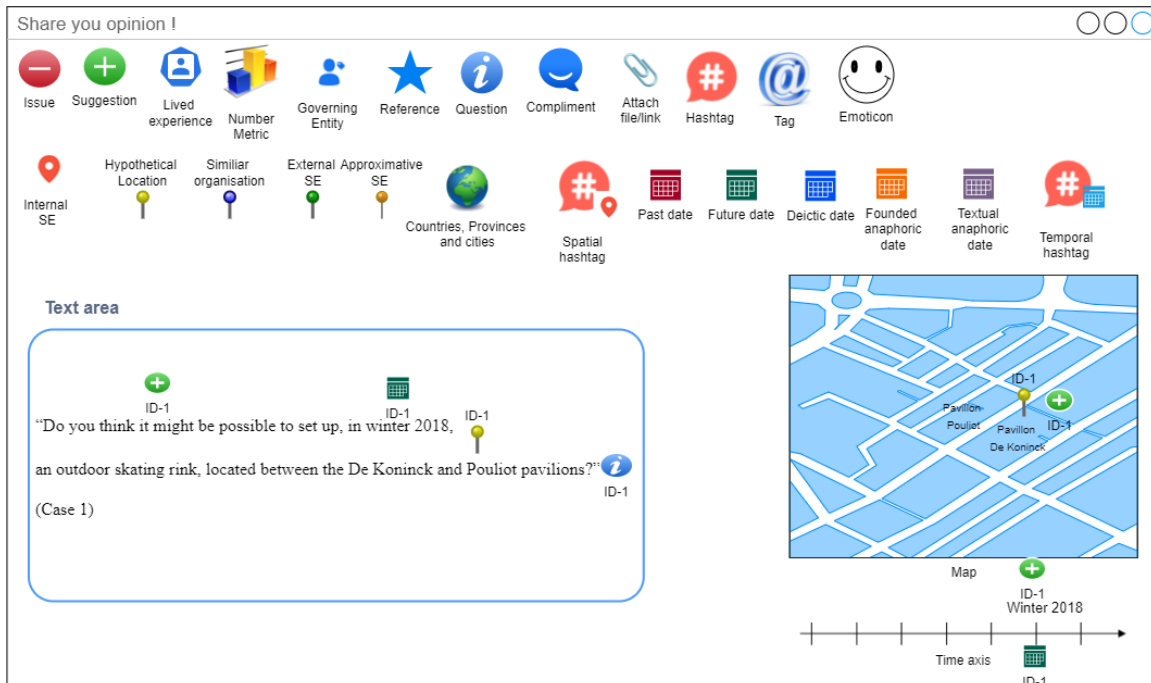 Share you opinion !
Issue
Suggestion
Lived
experience
Number
Metric
Governing
Entity
Reference
Question
Compliment
Attach
file/link
Hashtag
Tag
Emoticon
Internal
SE
Hypothetical
Location
Similiar
organisation
External
SE
Approximative
SE
Countries, Provinces
and cities
Spatial
hashtag
Past date
Future date
Deictic date
Founded
anaphoric
date
Textual
anaphoric
date
Temporal
hashtag
Text area
ID-1
ID-1
ID-1
“Do you think it might be possible to set up, in winter 2018,
an outdoor skating rink, located between the De Koninck and Pouliot pavilions?”
ID-1
(Case 1)
ID-1
ID-1
Pavillon
Pouliot
Pavillon
De Koninck
Map
ID-1
Winter 2018
Time axis
ID-1